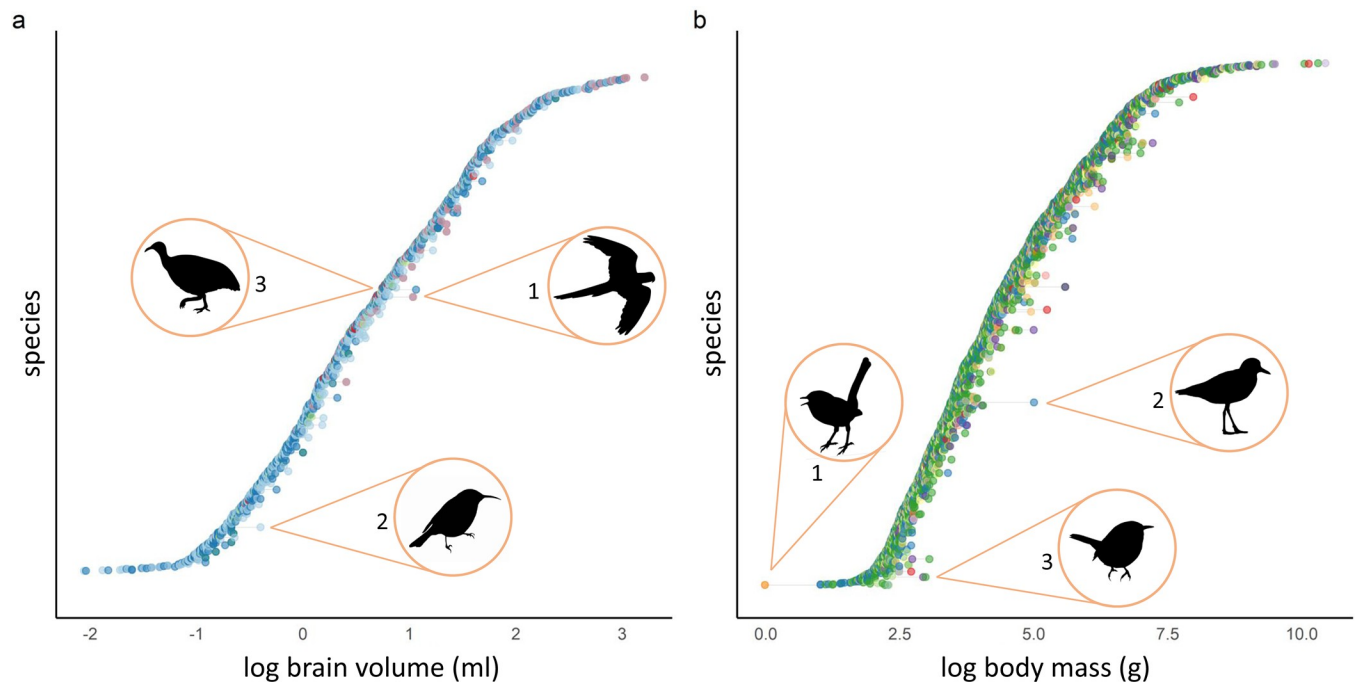 a
species
3
1
2
-2 -1 0 1 2 3
log brain volume (ml)
b
species
1
2
3
0.0 2.5 5.0 7.5 10.0
log body mass (g)